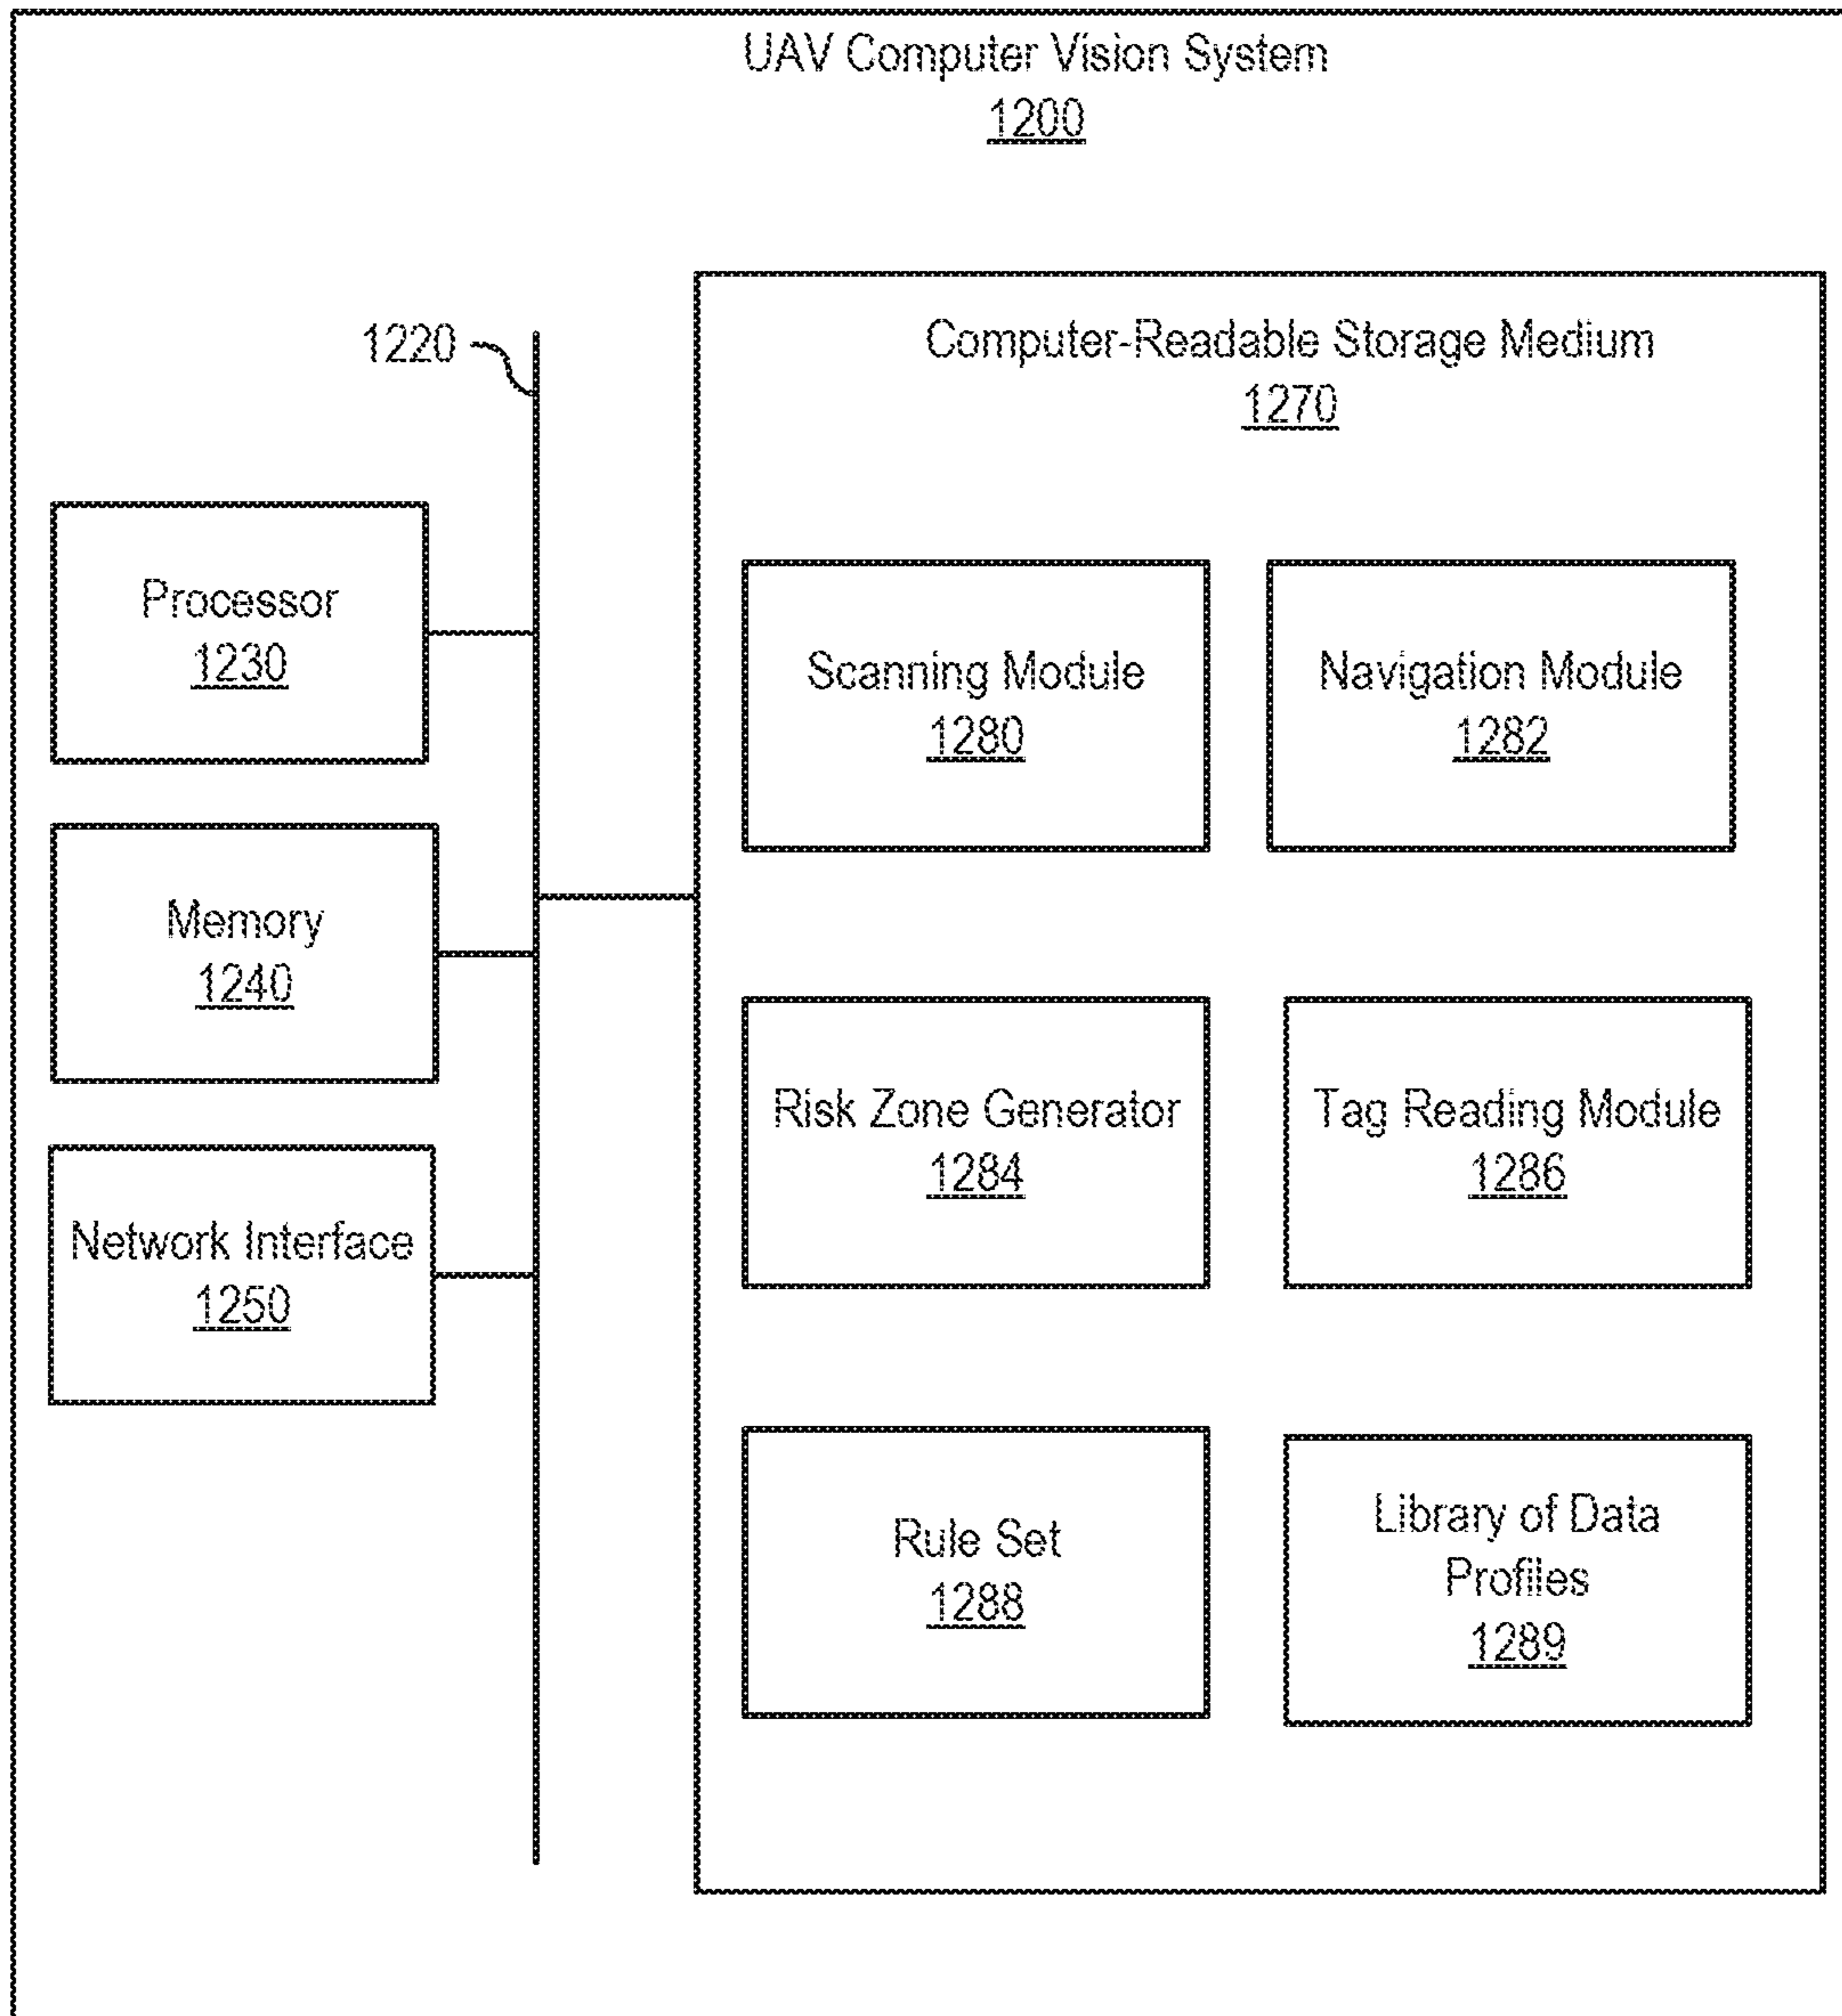 UAV Computer Vision System
1200
1220
Computer-Readable Storage Medium
1270
Processor
1230
Memory
1240
Network Interface
1250
Scanning Module
1280
Navigation Module
1282
Risk Zone Generator
1284
Tag Reading Module
1286
Rule Set
1288
Library of Data
Profiles
1289